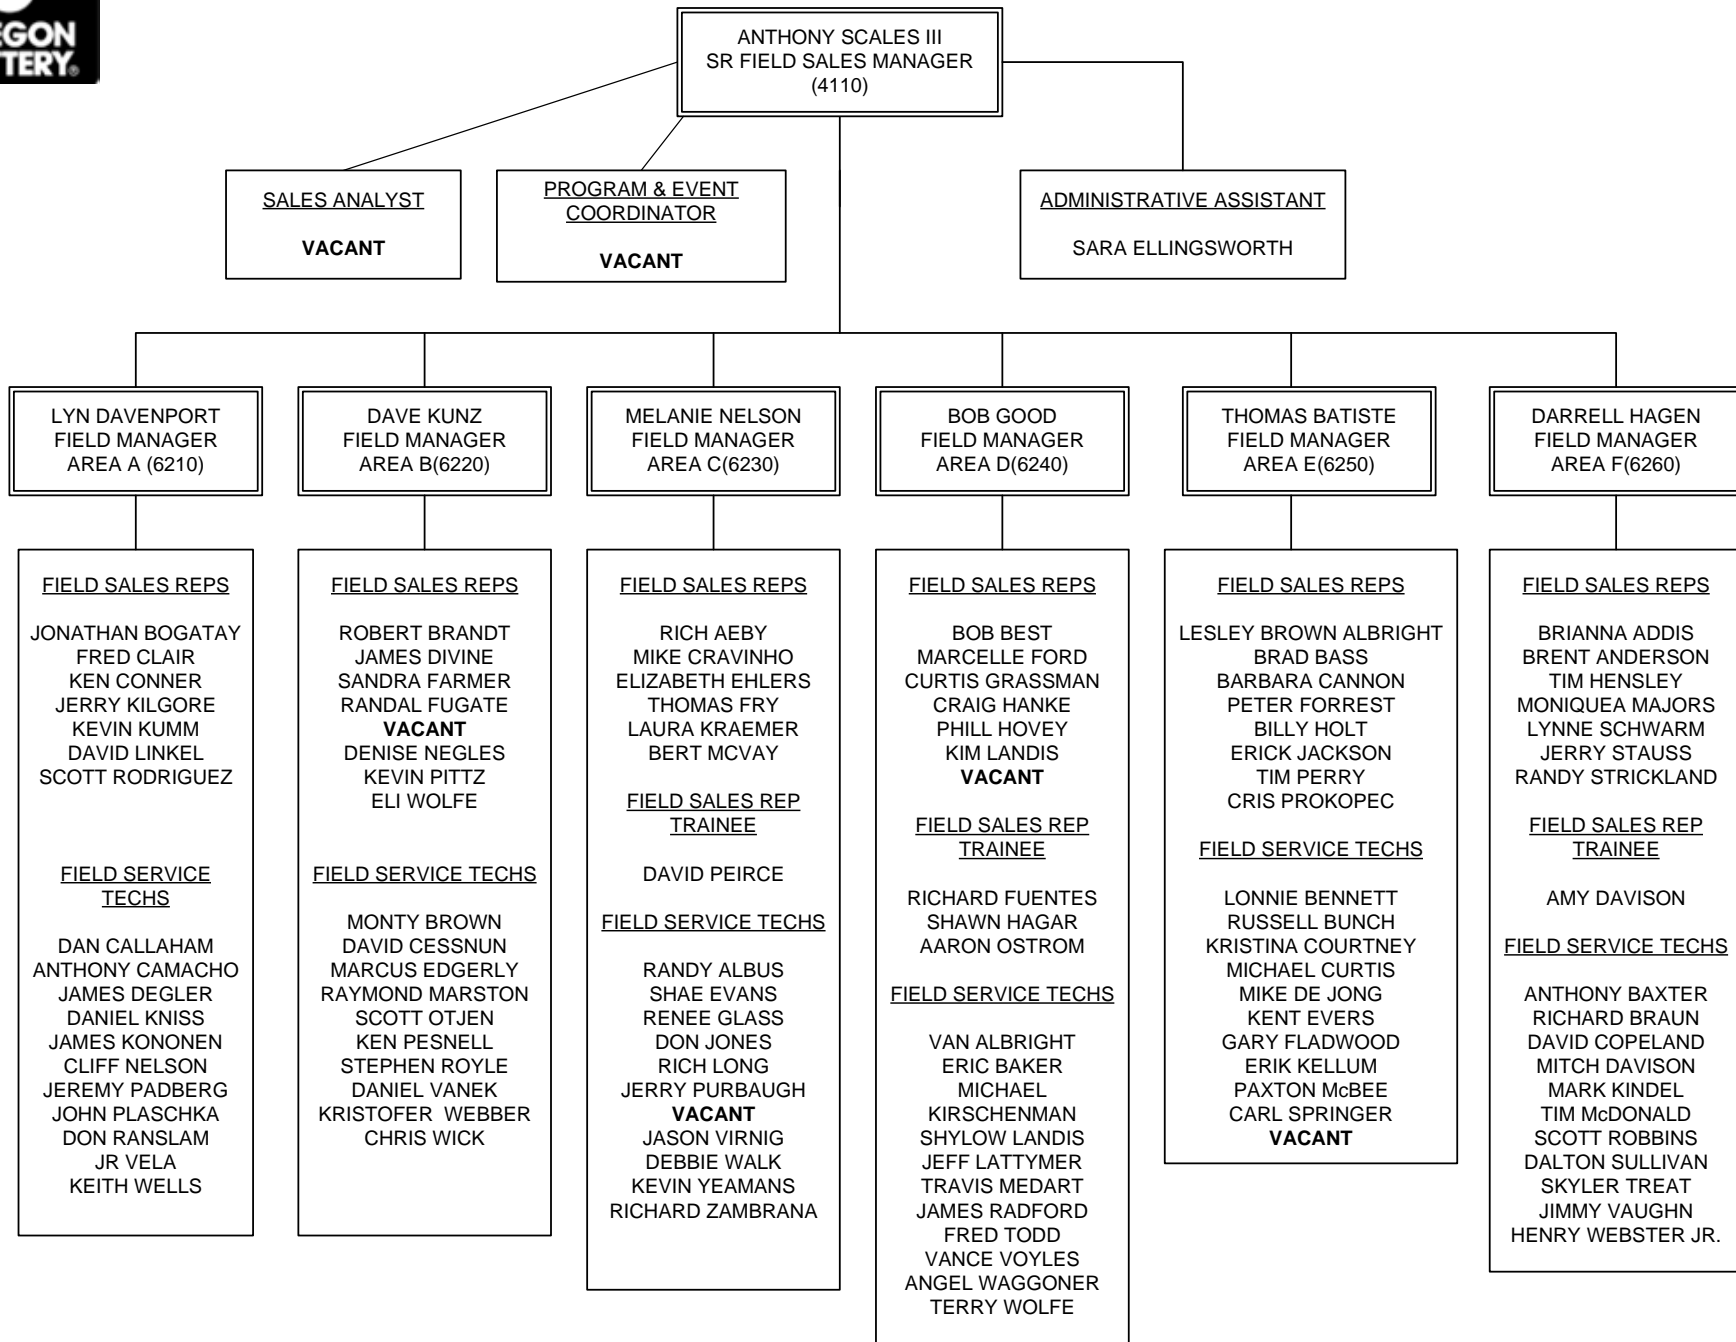 EGON
TTERY®
ANTHONY SCALES III
SR FIELD SALES MANAGER
(4110)
SALES ANALYST
VACANT
PROGRAM & EVENT
COORDINATOR
VACANT
ADMINISTRATIVE ASSISTANT
SARA ELLINGSWORTH
LYN DAVENPORT
FIELD MANAGER
AREA A (6210)
DAVE KUNZ
FIELD MANAGER
AREA B(6220)
MELANIE NELSON
FIELD MANAGER
AREA C(6230)
BOB GOOD
FIELD MANAGER
AREA D(6240)
THOMAS BATISTE
FIELD MANAGER
AREA E(6250)
DARRELL HAGEN
FIELD MANAGER
AREA F(6260)
FIELD SALES REPS
JONATHAN BOGATAY
FRED CLAIR
KEN CONNER
JERRY KILGORE
KEVIN KUMM
DAVID LINKEL
SCOTT RODRIGUEZ
FIELD SERVICE
TECHS
DAN CALLAHAM
ANTHONY CAMACHO
JAMES DEGLER
DANIEL KNISS
JAMES KONONEN
CLIFF NELSON
JEREMY PADBERG
JOHN PLASCHKA
DON RANSLAM
JR VELA
KEITH WELLS
FIELD SALES REPS
ROBERT BRANDT
JAMES DIVINE
SANDRA FARMER
RANDAL FUGATE
VACANT
DENISE NEGLES
KEVIN PITTZ
ELI WOLFE
FIELD SERVICE TECHS
MONTY BROWN
DAVID CESSNUN
MARCUS EDGERLY
RAYMOND MARSTON
SCOTT OTJEN
KEN PESNELL
STEPHEN ROYLE
DANIEL VANEK
KRISTOFER  WEBBER
CHRIS WICK
FIELD SALES REPS
RICH AEBY
MIKE CRAVINHO
ELIZABETH EHLERS
THOMAS FRY
LAURA KRAEMER
BERT MCVAY
FIELD SALES REP
TRAINEE
DAVID PEIRCE
FIELD SERVICE TECHS
RANDY ALBUS
SHAE EVANS
RENEE GLASS
DON JONES
RICH LONG
JERRY PURBAUGH
VACANT
JASON VIRNIG
DEBBIE WALK
KEVIN YEAMANS
RICHARD ZAMBRANA
FIELD SALES REPS
BOB BEST
MARCELLE FORD
CURTIS GRASSMAN
CRAIG HANKE
PHILL HOVEY
KIM LANDIS
VACANT
FIELD SALES REP
TRAINEE
RICHARD FUENTES
SHAWN HAGAR
AARON OSTROM
FIELD SERVICE TECHS
VAN ALBRIGHT
ERIC BAKER
MICHAEL
KIRSCHENMAN
SHYLOW LANDIS
JEFF LATTYMER
TRAVIS MEDART
JAMES RADFORD
FRED TODD
VANCE VOYLES
ANGEL WAGGONER
TERRY WOLFE
FIELD SALES REPS
LESLEY BROWN ALBRIGHT
BRAD BASS
BARBARA CANNON
PETER FORREST
BILLY HOLT
ERICK JACKSON
TIM PERRY
CRIS PROKOPEC
FIELD SERVICE TECHS
LONNIE BENNETT
RUSSELL BUNCH
KRISTINA COURTNEY
MICHAEL CURTIS
MIKE DE JONG
KENT EVERS
GARY FLADWOOD
ERIK KELLUM
PAXTON McBEE
CARL SPRINGER
VACANT
FIELD SALES REPS
BRIANNA ADDIS
BRENT ANDERSON
TIM HENSLEY
MONIQUEA MAJORS
LYNNE SCHWARM
JERRY STAUSS
RANDY STRICKLAND
FIELD SALES REP
TRAINEE
AMY DAVISON
FIELD SERVICE TECHS
ANTHONY BAXTER
RICHARD BRAUN
DAVID COPELAND
MITCH DAVISON
MARK KINDEL
TIM McDONALD
SCOTT ROBBINS
DALTON SULLIVAN
SKYLER TREAT
JIMMY VAUGHN
HENRY WEBSTER JR.